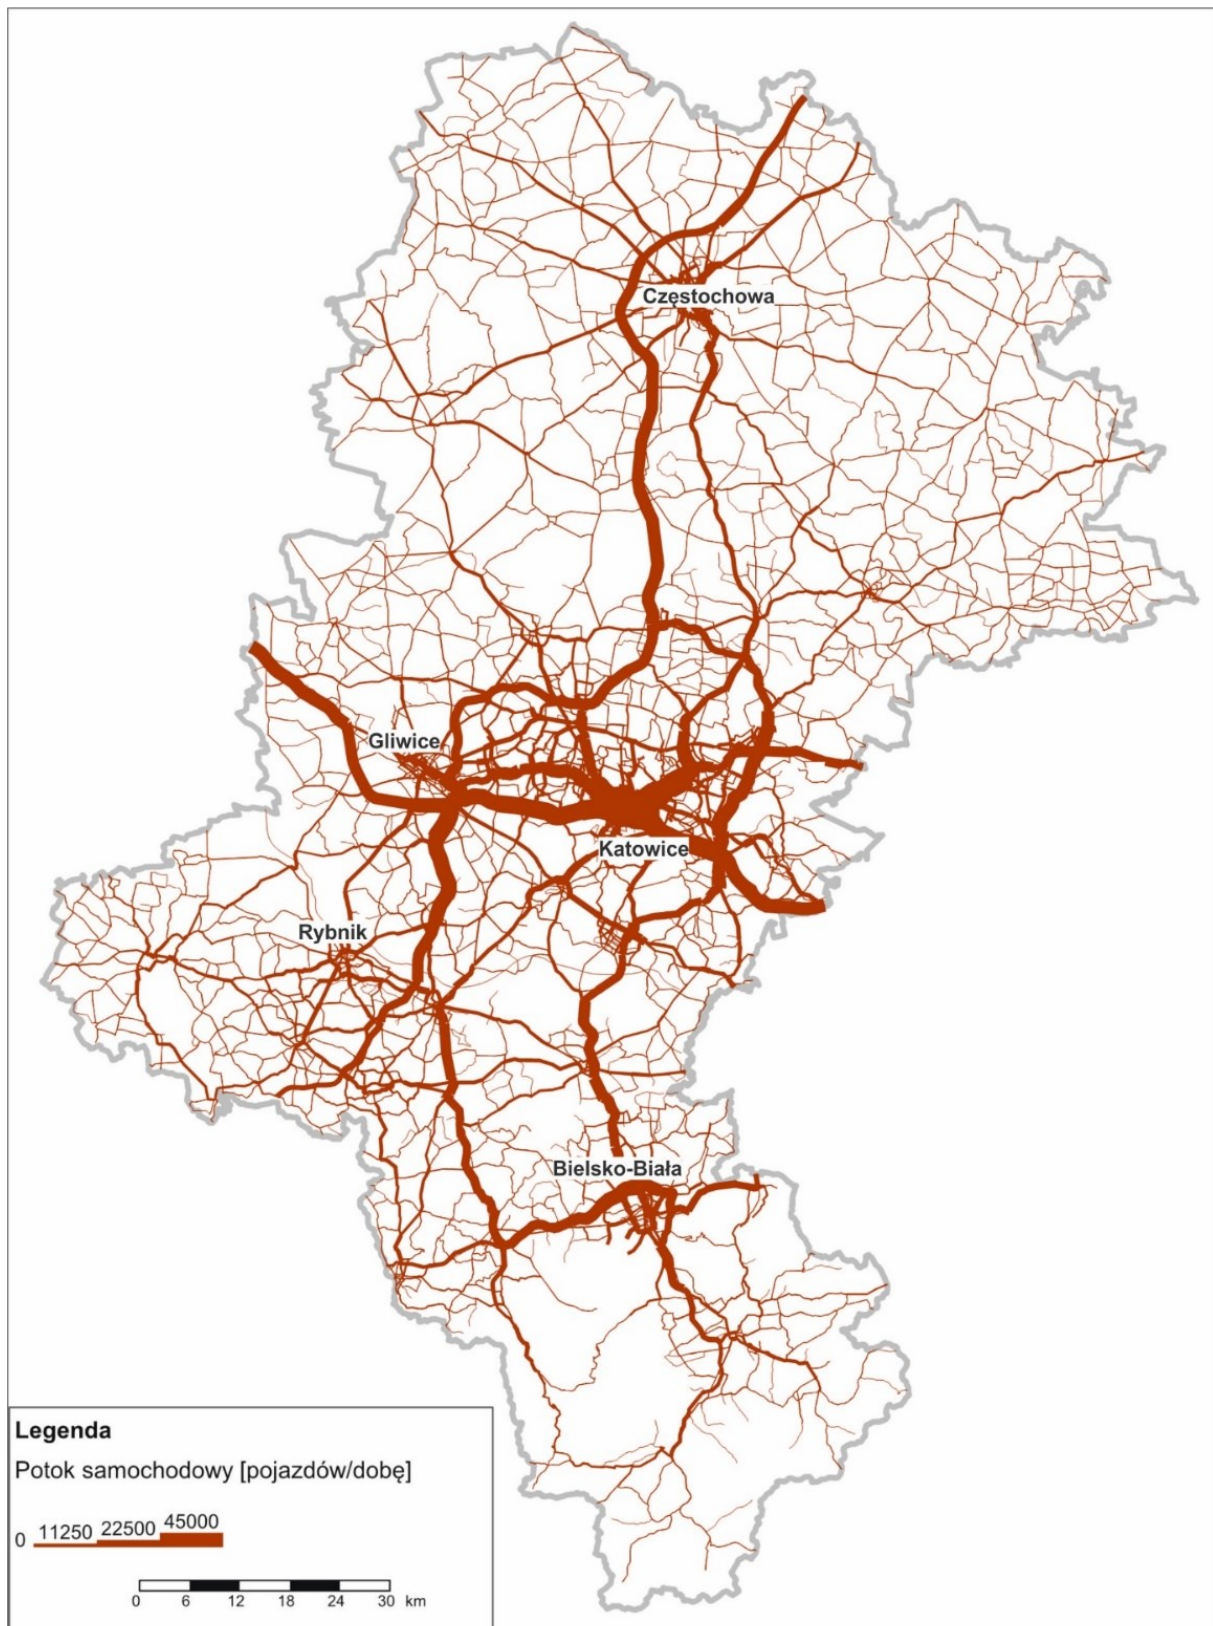 Częstochowa
Gliwice
Katowice
Rybnik
Bielsko-Biała
Legenda
Potok samochodowy [pojazdów/dobę]
0 11250 22500 45000
0 6 12 18 24 30 km